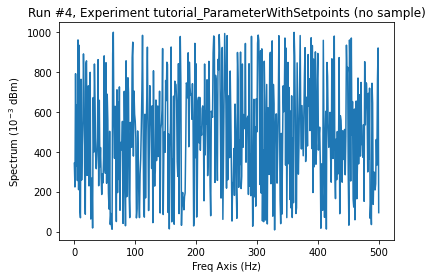 Run #4, Experiment tutorial_ParameterWithSetpoints (no sample)
Spectrum (10⁻³ dBm)
1000
800
600
400
200
0
0 100 200 300 400 500
Freq Axis (Hz)